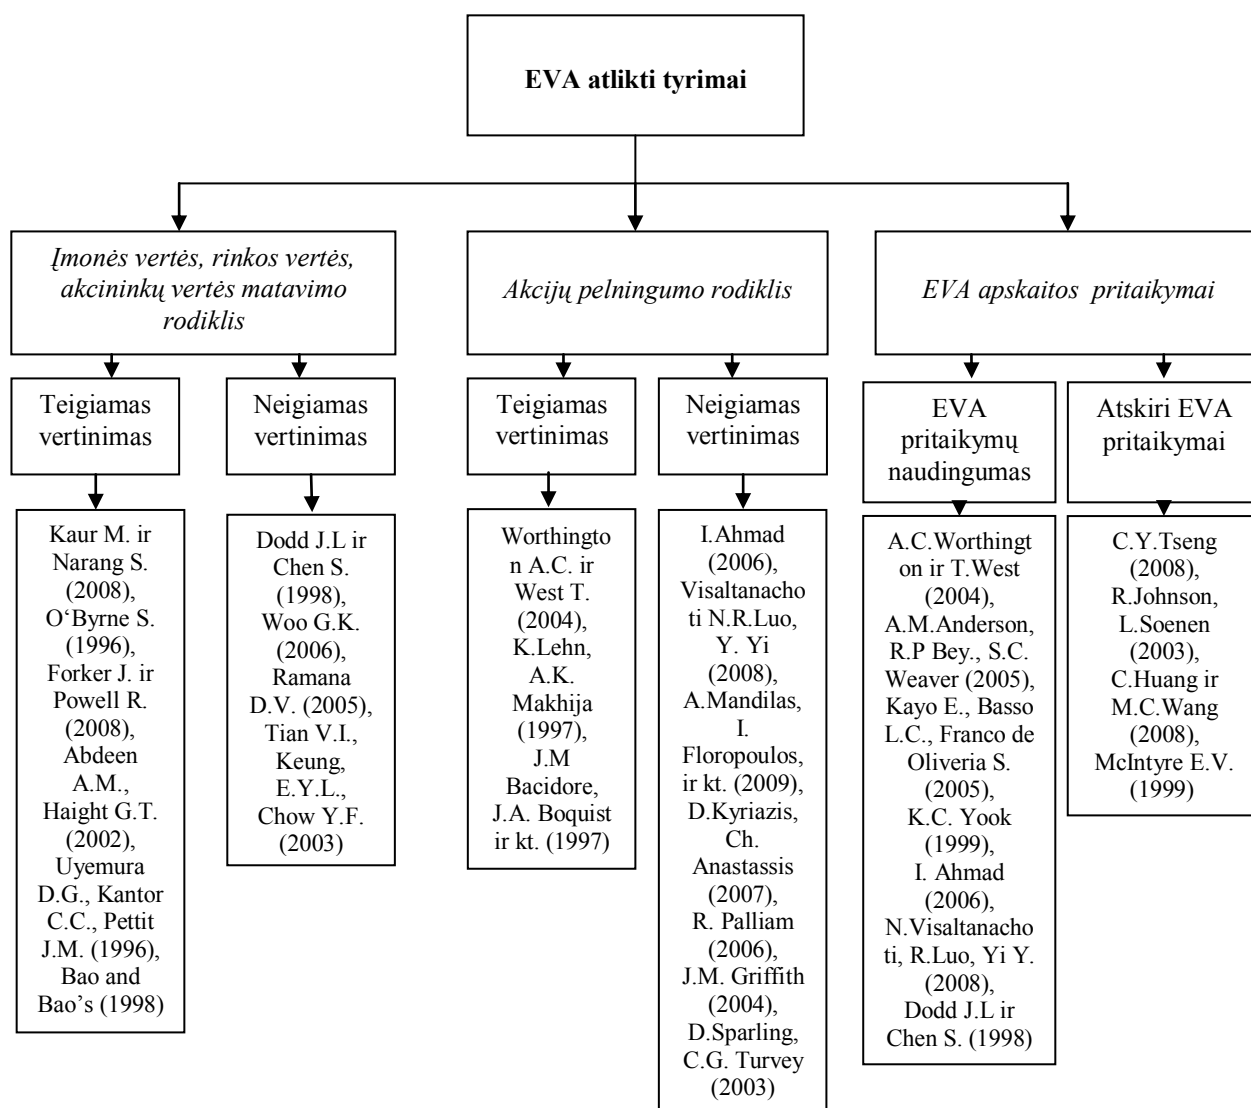 EVA atlikti tyrimai
Įmonės vertės, rinkos vertės,
akcininkų vertės matavimo
rodiklis
Akcijų pelningumo rodiklis
EVA apskaitos pritaikymai
Teigiamas
vertinimas
Neigiamas
vertinimas
Teigiamas
vertinimas
Neigiamas
vertinimas
EVA
pritaikymų
naudingumas
Atskiri EVA
pritaikymai
Kaur M. ir
Narang S.
(2008),
O‘Byrne S.
(1996),
Forker J. ir
Powell R.
(2008),
Abdeen
A.M.,
Haight G.T.
(2002),
Uyemura
D.G., Kantor
C.C., Pettit
J.M. (1996),
Bao and
Bao’s (1998)
Dodd J.L ir
Chen S.
(1998),
Woo G.K.
(2006),
Ramana
D.V. (2005),
Tian V.I.,
Keung,
E.Y.L.,
Chow Y.F.
(2003)
Worthingto
n A.C. ir
West T.
(2004),
K.Lehn,
A.K.
Makhija
(1997),
J.M
Bacidore,
J.A. Boquist
ir kt. (1997)
I.Ahmad
(2006),
Visaltanacho
ti N.R.Luo,
Y. Yi
(2008),
A.Mandilas,
I.
Floropoulos,
ir kt. (2009),
D.Kyriazis,
Ch.
Anastassis
(2007),
R. Palliam
(2006),
J.M. Griffith
(2004),
D.Sparling,
C.G. Turvey
(2003)
A.C.Worthingt
on ir T.West
(2004),
A.M.Anderson,
R.P Bey., S.C.
Weaver (2005),
Kayo E., Basso
L.C., Franco de
Oliveria S.
(2005),
K.C. Yook
(1999),
I. Ahmad
(2006),
N.Visaltanacho
ti, R.Luo, Yi Y.
(2008),
Dodd J.L ir
Chen S. (1998)
C.Y.Tseng
(2008),
R.Johnson,
L.Soenen
(2003),
C.Huang ir
M.C.Wang
(2008),
McIntyre E.V.
(1999)